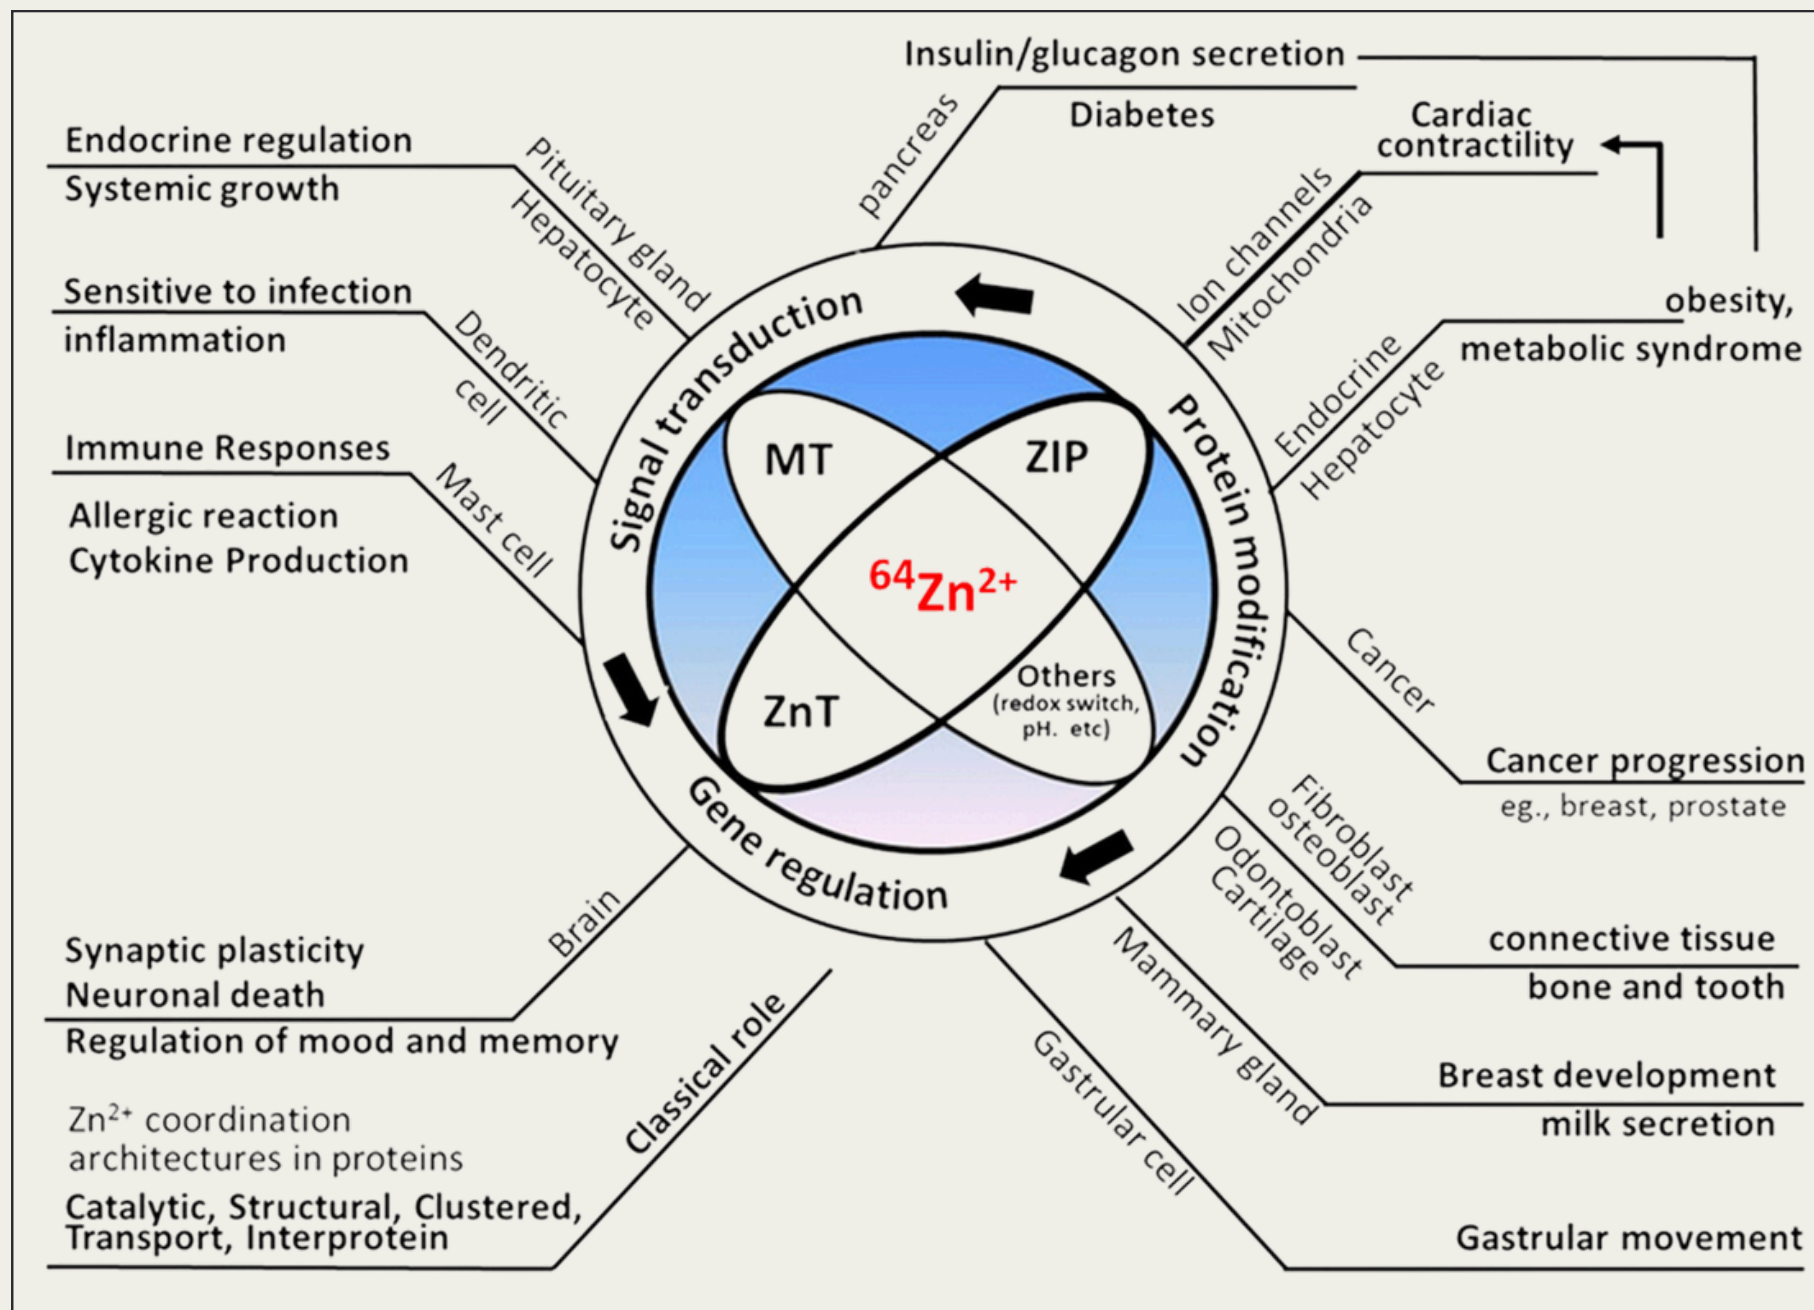 Insulin/glucagon secretion
Diabetes
pancreas
Cardiac
contractility
Ion channels
Mitochondria
Endocrine regulation
Systemic growth
Pituitary gland
Hepatocyte
Sensitive to infection
inflammation
Dendritic
cell
Immune Responses
Allergic reaction
Cytokine Production
Mast cell
obesity,
metabolic syndrome
Endocrine
Hepatocyte
Signal transduction
Protein modification
Gene regulation
MT
ZIP
⁶⁴Zn²⁺
ZnT
Others
(redox switch,
pH. etc)
Cancer
Cancer progression
eg., breast, prostate
Fibroblast
osteoblast
Odontoblast
Cartilage
connective tissue
bone and tooth
Mammary gland
Breast development
milk secretion
Gastrular cell
Gastrular movement
Brain
Synaptic plasticity
Neuronal death
Regulation of mood and memory
Classical role
Zn²⁺ coordination
architectures in proteins
Catalytic, Structural, Clustered,
Transport, Interprotein